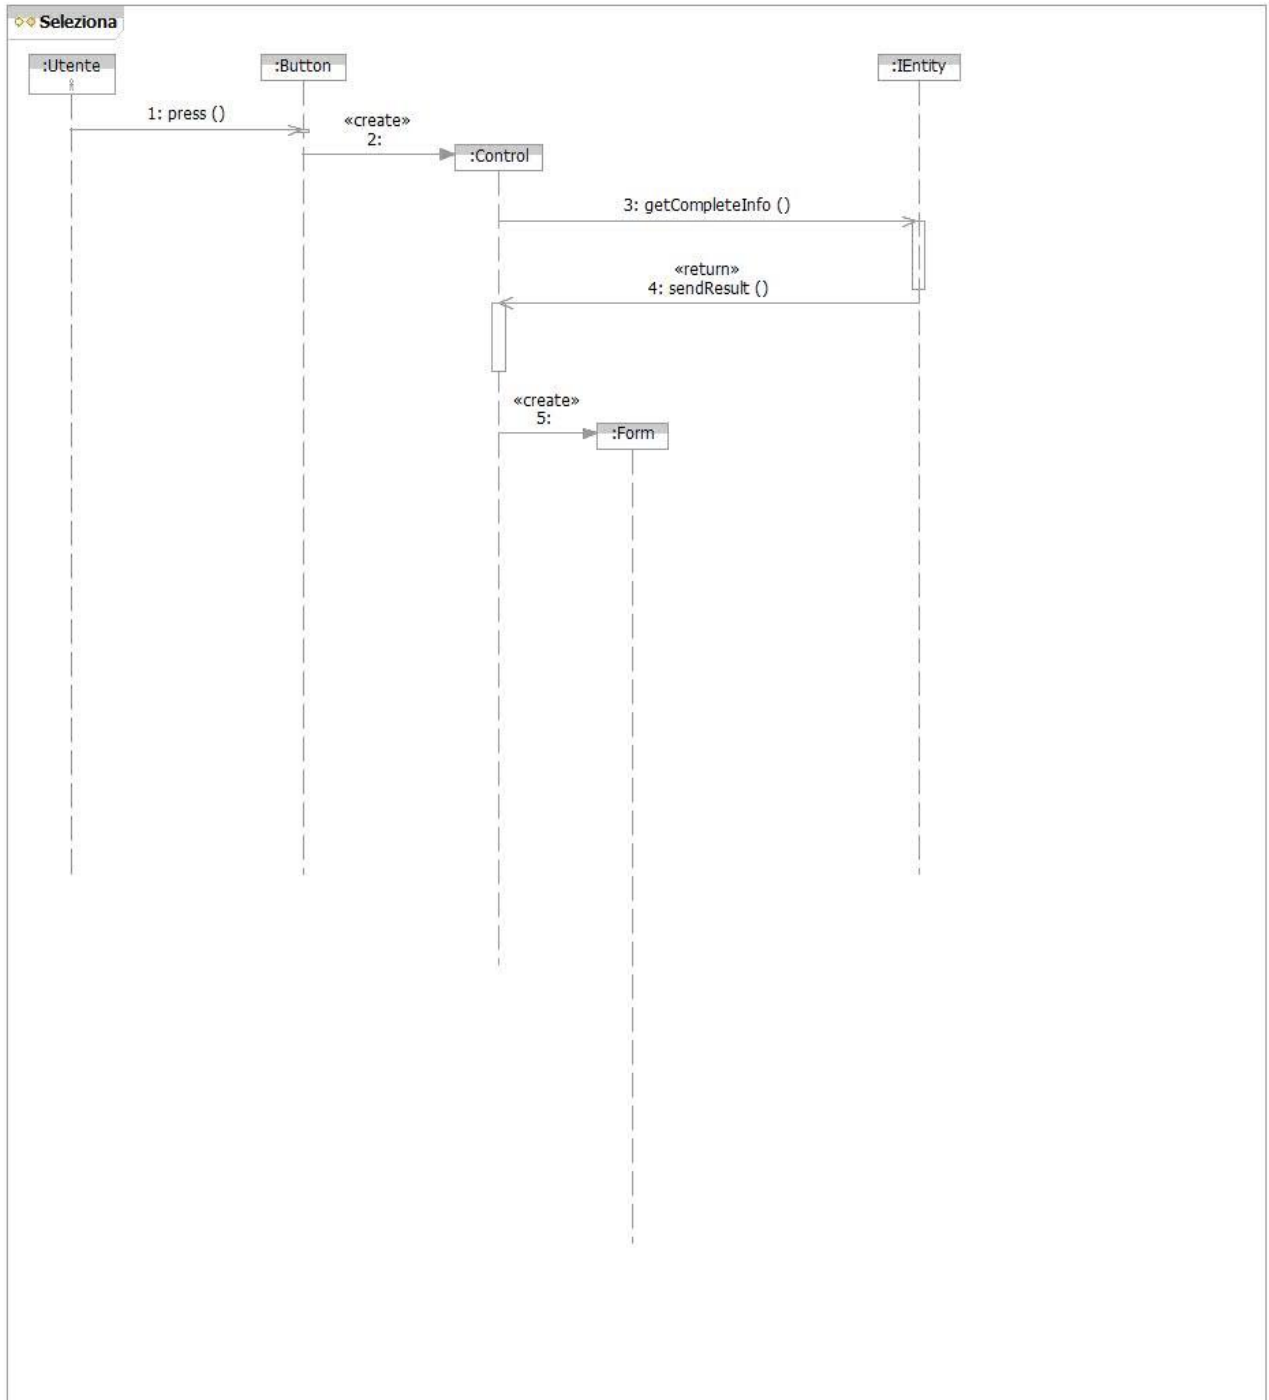 Seleziona
:Utente
:Button
:IEntity
1: press ()
«create»
2:
:Control
3: getCompleteInfo ()
«return»
4: sendResult ()
«create»
5:
:Form